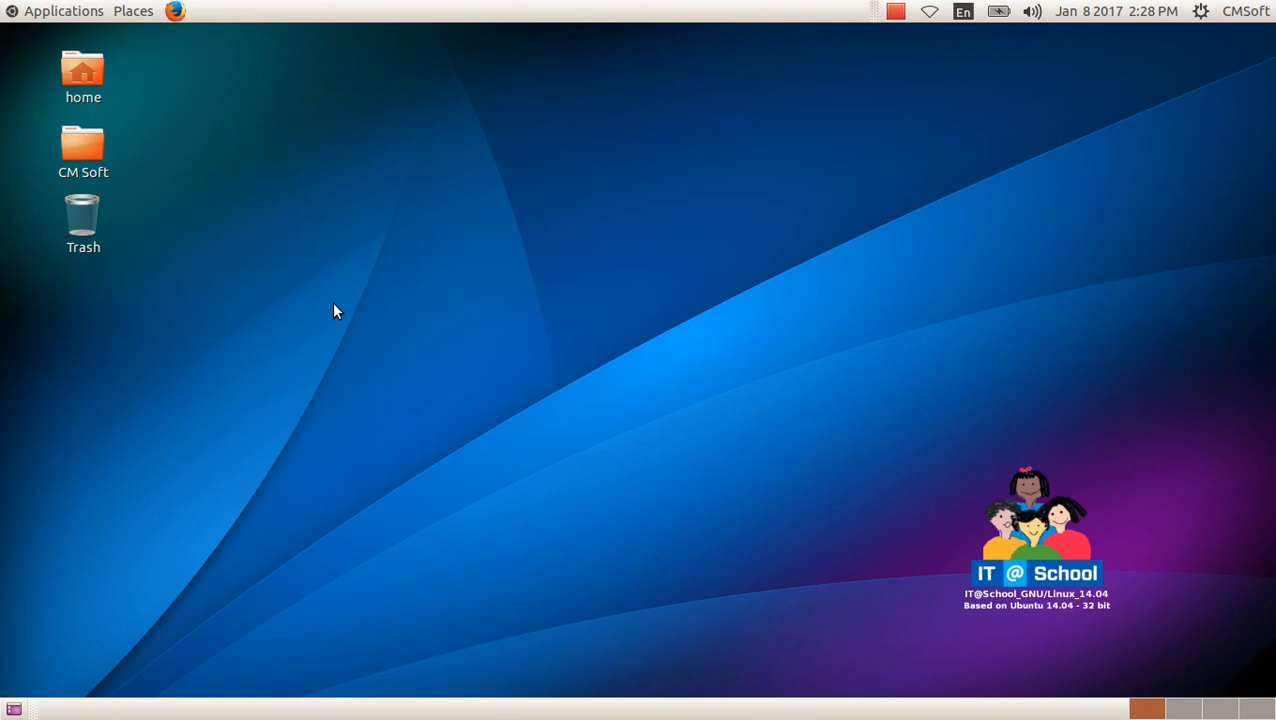 Applications Places En Jan 8 2017 2:28 PM CMSoft
home
CM Soft
Trash
IT @ School
IT@School_GNU/Linux_14.04
Based on Ubuntu 14.04 - 32 bit